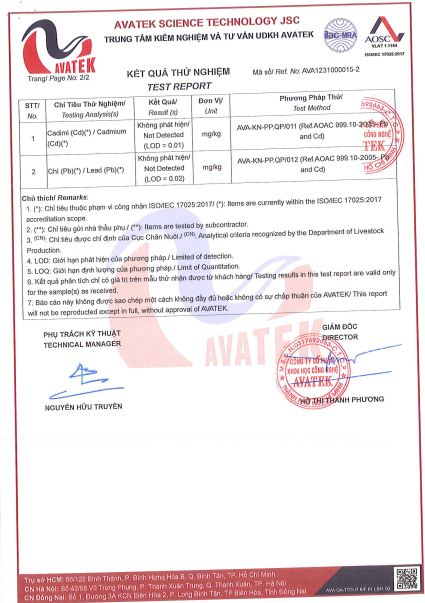 AVATEK SCIENCE TECHNOLOGY JSC
TRUNG TÂM KIỂM NGHIỆM VÀ TƯ VẤN UDKH AVATEK
AVATEK
ilac-MRA
AOSC
VLAT 1.1164
ISO/IEC 17025:2017
Trang/ Page No: 2/2
KẾT QUẢ THỬ NGHIỆM
Mã số/ Ref. No: AVA1231000015-2
TEST REPORT
STT/ No.
Chỉ Tiêu Thử Nghiệm/ Testing Analysis(s)
Kết Quả/ Result (s)
Đơn Vị/ Unit
Phương Pháp Thử/ Test Method
1
Cadimi (Cd)(*) / Cadmium (Cd)(*)
Không phát hiện/ Not Detected (LOD = 0.01)
mg/kg
AVA-KN-PP.QP/011 (Ref.AOAC 999.10-2005- Pb and Cd)
2
Chì (Pb)(*) / Lead (Pb)(*)
Không phát hiện/ Not Detected (LOD = 0.02)
mg/kg
AVA-KN-PP.QP/012 (Ref.AOAC 999.10-2005- Pb and Cd)
Chú thích/ Remark:
1. (*): Chỉ tiêu thuộc phạm vi công nhận ISO/IEC 17025:2017/ (*): Items are currently within the ISO/IEC 17025:2017
accreditation scope.
2. (**): Chỉ tiêu gửi nhà thầu phụ / (**): Items are tested by subcontractor.
3. (CN): Chỉ tiêu được chỉ định của Cục Chăn Nuôi./ (CN): Analytical criteria recognized by the Department of Livestock
Production.
4. LOD: Giới hạn phát hiện của phương pháp./ Limited of detection.
5. LOQ: Giới hạn định lượng của phương pháp./ Limit of Quantitation.
6. Kết quả phân tích chỉ có giá trị trên mẫu thử nhận được từ khách hàng/ Testing results in this test report are valid only
for the sample(s) as received.
7. Báo cáo này không được sao chép một cách không đầy đủ hoặc không có sự chấp thuận của AVATEK/ This report
will not be reproduced except in full, without approval of AVATEK.
PHỤ TRÁCH KỸ THUẬT
TECHNICAL MANAGER
GIÁM ĐỐC
DIRECTOR
AVATEK
CÔNG TY CỔ PHẦN
KHOA HỌC CÔNG NGHỆ
AVATEK
NGUYỄN HỮU TRUYỀN
HỒ THỊ THANH PHƯƠNG
Trụ sở HCM: 66/122 Bình Thành, P. Bình Hưng Hòa B, Q. Bình Tân, TP. Hồ Chí Minh
CN Hà Nội: Số 42/68 Vũ Trọng Phụng, P. Thanh Xuân Trung, Q. Thanh Xuân, TP Hà Nội
CN Đồng Nai: Số 1, Đường 3A KCN Biên Hòa 2, P. Long Bình Tân, TP Biên Hòa, Tỉnh Đồng Nai